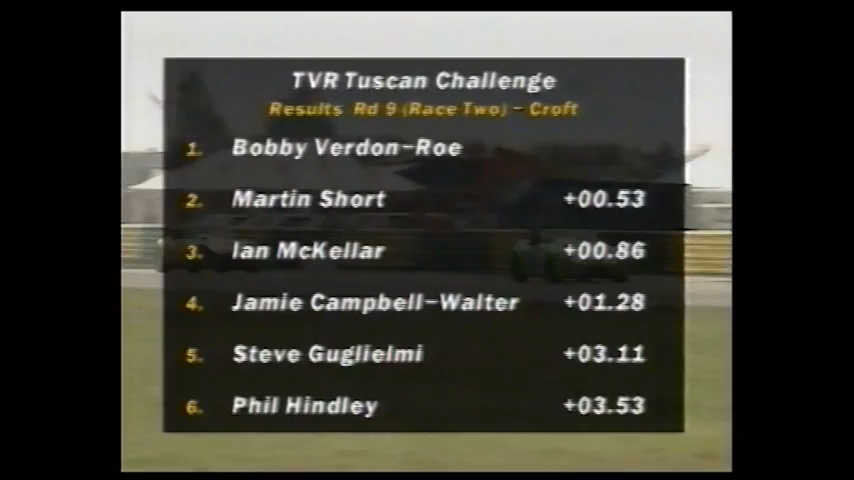 TVR Tuscan Challenge
Results Rd 9 (Race Two) - Croft
1. Bobby Verdon-Roe
2. Martin Short +00.53
3. Ian McKellar +00.86
4. Jamie Campbell-Walter +01.28
5. Steve Guglielmi +03.11
6. Phil Hindley +03.53